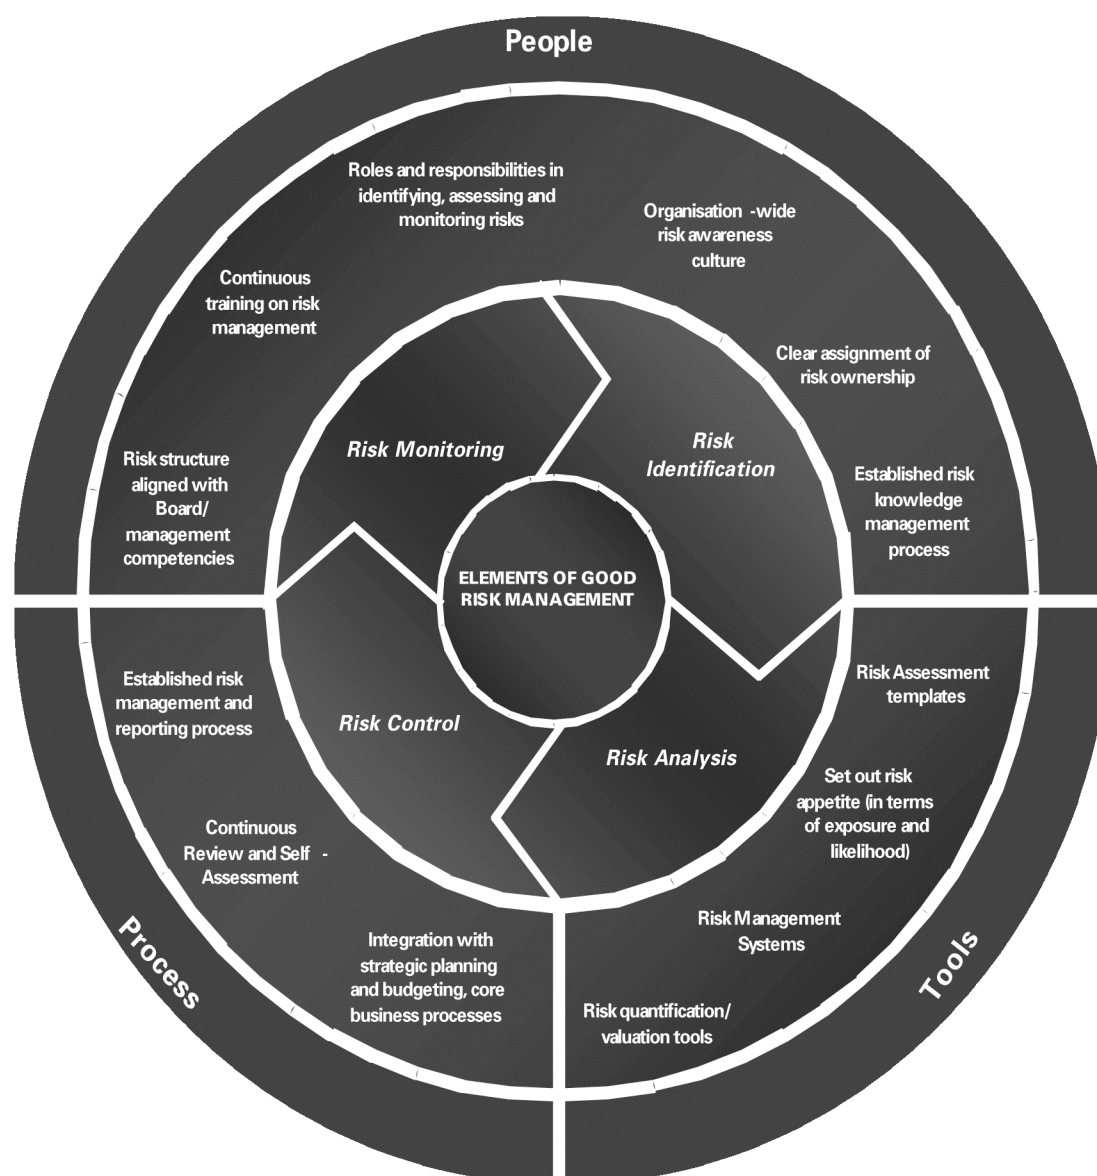 People
Roles and responsibilities in
identifying, assessing and
monitoring risks
Organisation -wide
risk awareness
culture
Continuous
training on risk
management
Clear assignment of
risk ownership
Risk structure
aligned with
Board/
management
competencies
Established risk
knowledge
management
process
Risk Monitoring
Risk
Identification
ELEMENTS OF GOOD
RISK MANAGEMENT
Risk Control
Risk Analysis
Established risk
management and
reporting process
Continuous
Review and Self -
Assessment
Integration with
strategic planning
and budgeting, core
business processes
Process
Risk Assessment
templates
Set out risk
appetite (in terms
of exposure and
likelihood)
Risk Management
Systems
Risk quantification/
valuation tools
Tools